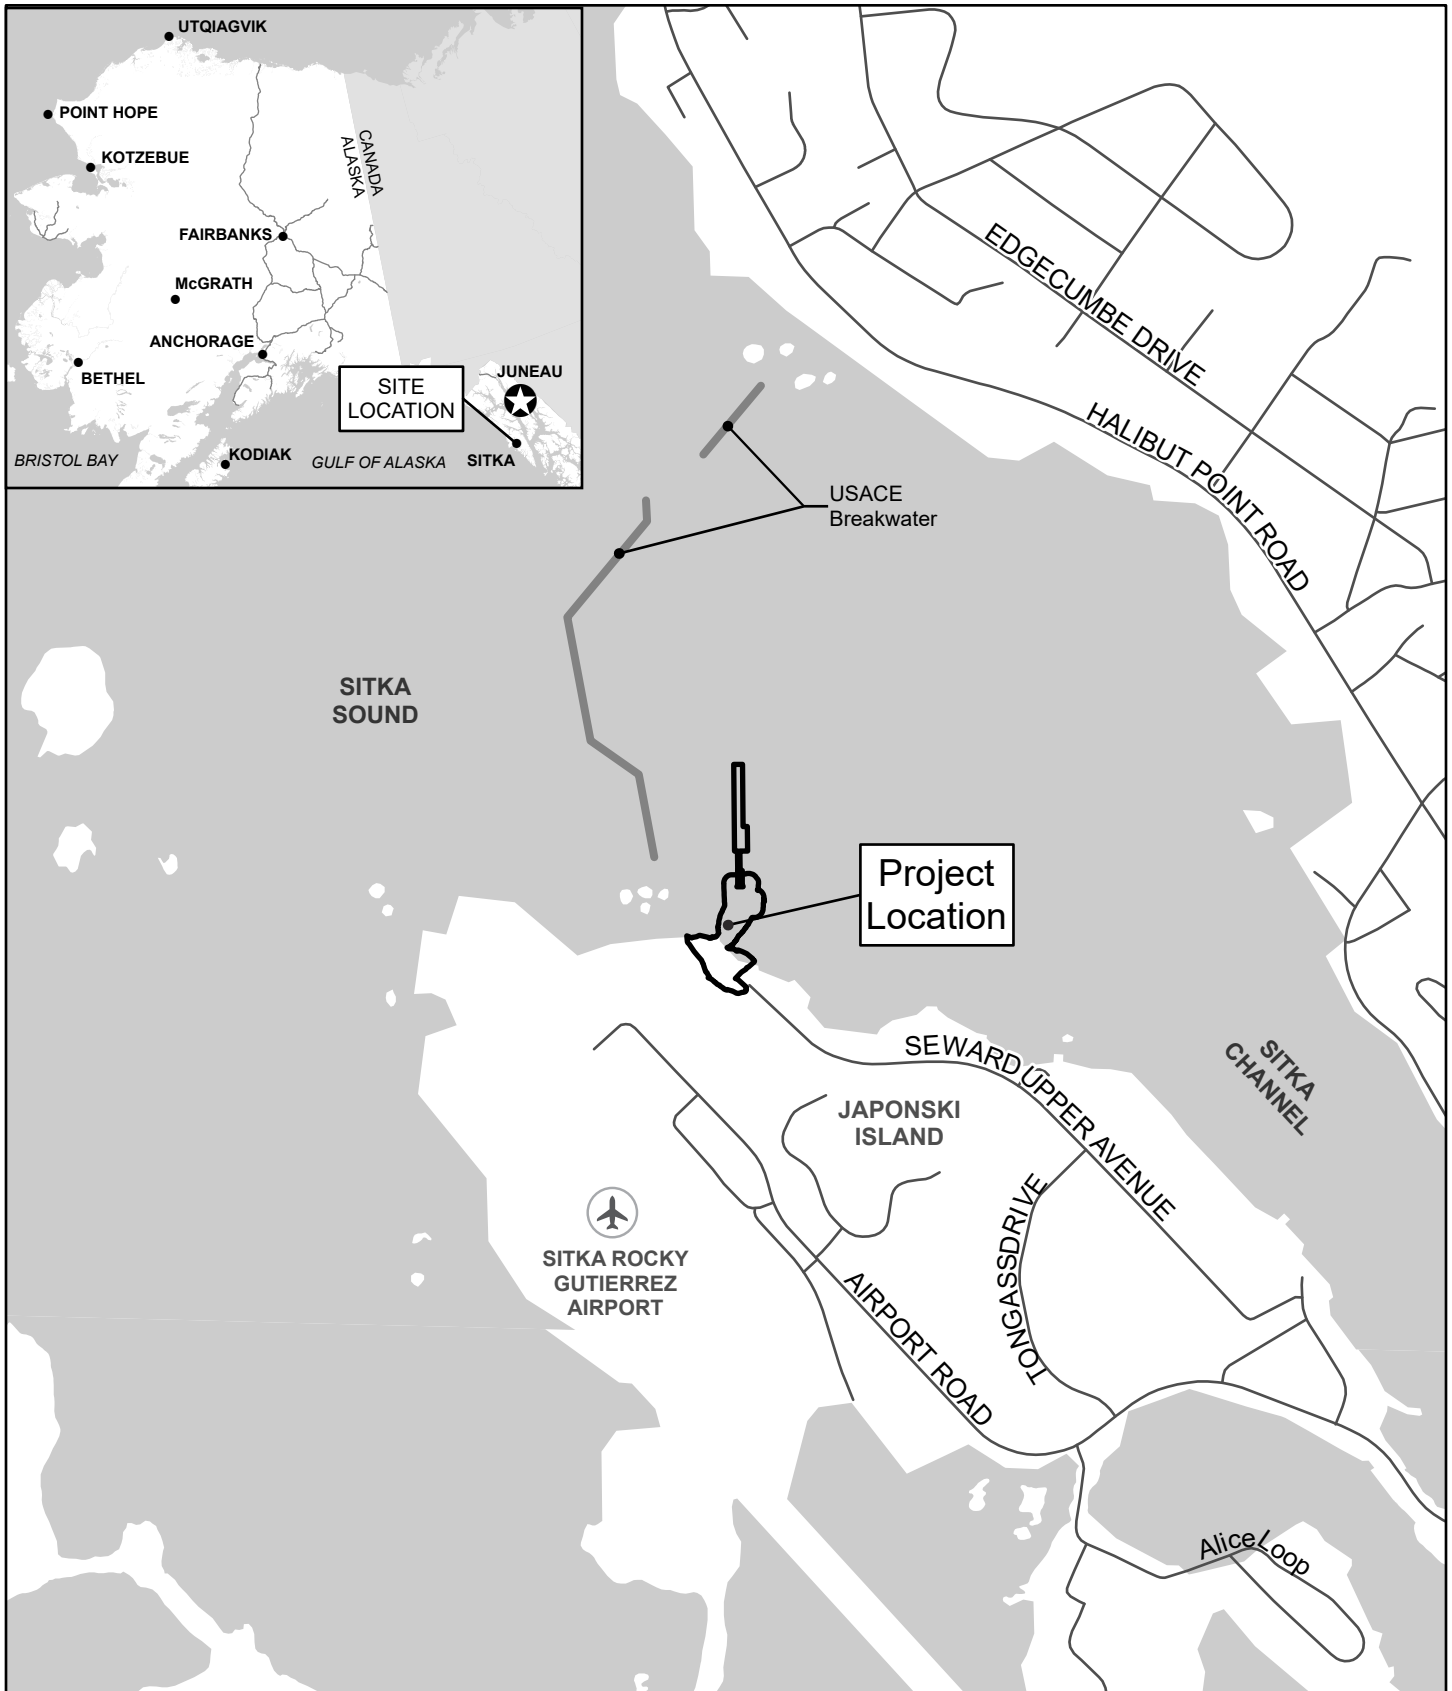 UTQIAGVIK
POINT HOPE
KOTZEBUE
CANADA
ALASKA
FAIRBANKS
McGRATH
ANCHORAGE
BETHEL
SITE
LOCATION
JUNEAU
KODIAK
BRISTOL BAY
GULF OF ALASKA
SITKA
EDGECUMBE DRIVE
HALIBUT POINT ROAD
USACE
Breakwater
SITKA
SOUND
Project
Location
SITKA
CHANNEL
SEWARD UPPER AVENUE
JAPONSKI
ISLAND
TONGASSDRIVE
SITKA ROCKY
GUTIERREZ
AIRPORT
AIRPORT ROAD
Alice Loop